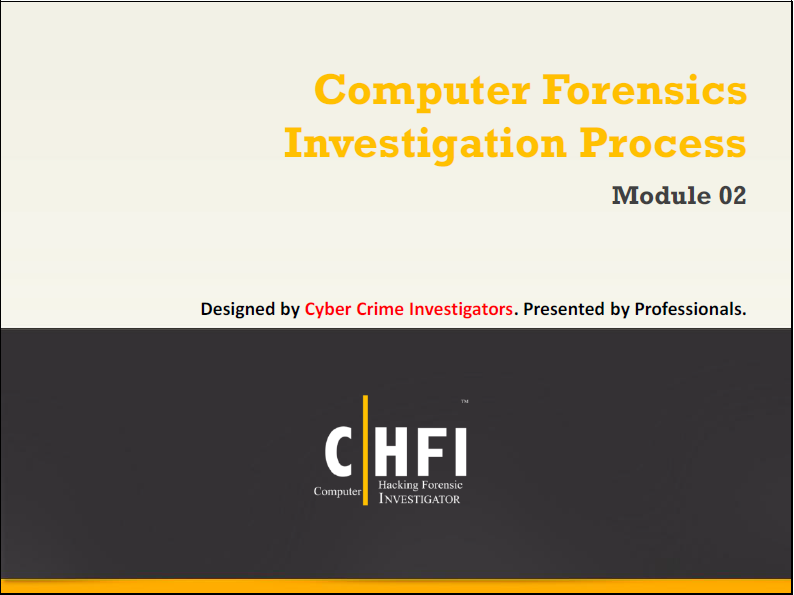 Computer Forensics
Investigation Process
Module 02
Designed by Cyber Crime Investigators. Presented by Professionals.
™
C HFI
Computer
Hacking Forensic
INVESTIGATOR